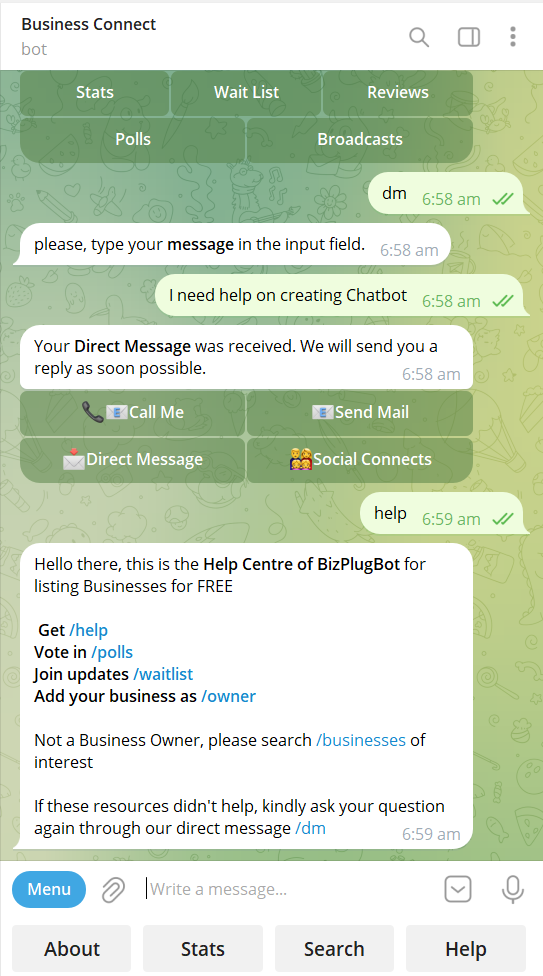 Business Connect
bot
Stats Wait List Reviews
Polls Broadcasts
dm 6:58 am
please, type your message in the input field. 6:58 am
I need help on creating Chatbot 6:58 am
Your Direct Message was received. We will send you a
reply as soon possible. 6:58 am
Call Me Send Mail
Direct Message Social Connects
help 6:59 am
Hello there, this is the Help Centre of BizPlugBot for
listing Businesses for FREE
Get /help
Vote in /polls
Join updates /waitlist
Add your business as /owner
Not a Business Owner, please search /businesses of
interest
If these resources didn't help, kindly ask your question
again through our direct message /dm 6:59 am
Menu Write a message...
About Stats Search Help